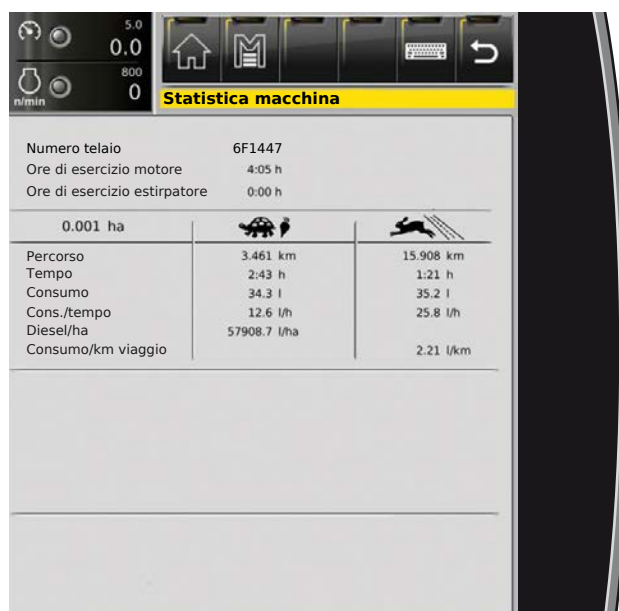 5.0
0.0
800
n/min 0
Statistica macchina
Numero telaio 6F1447
Ore di esercizio motore 4:05 h
Ore di esercizio estirpatore 0:00 h
0.001 ha
Percorso 3.461 km 15.908 km
Tempo 2:43 h 1:21 h
Consumo 34.3 l 35.2 l
Cons./tempo 12.6 l/h 25.8 l/h
Diesel/ha 57908.7 l/ha
Consumo/km viaggio 2.21 l/km